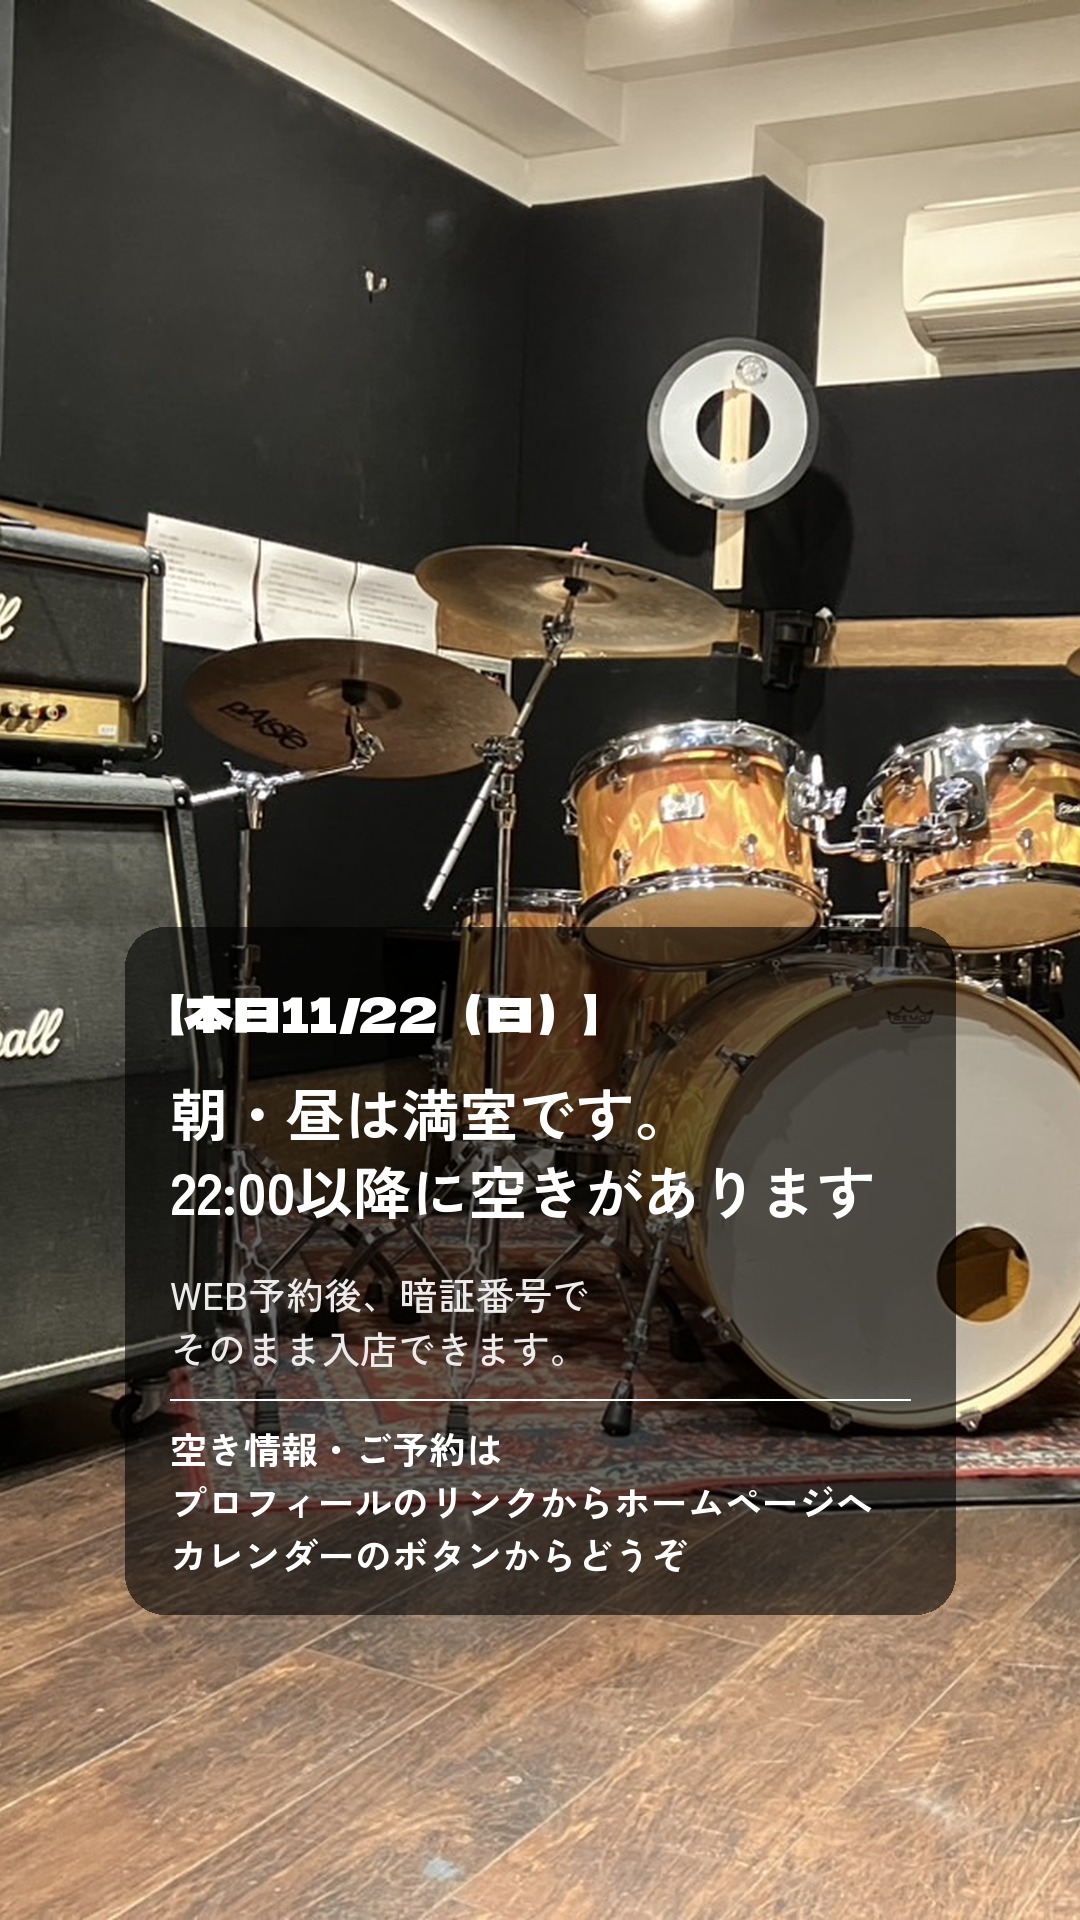 ll
PAISTE
all
REMO
【本日11/22（日）】
朝・昼は満室です。
22:00以降に空きがあります
WEB予約後、暗証番号で
そのまま入店できます。
空き情報・ご予約は
プロフィールのリンクからホームページへ
カレンダーのボタンからどうぞ